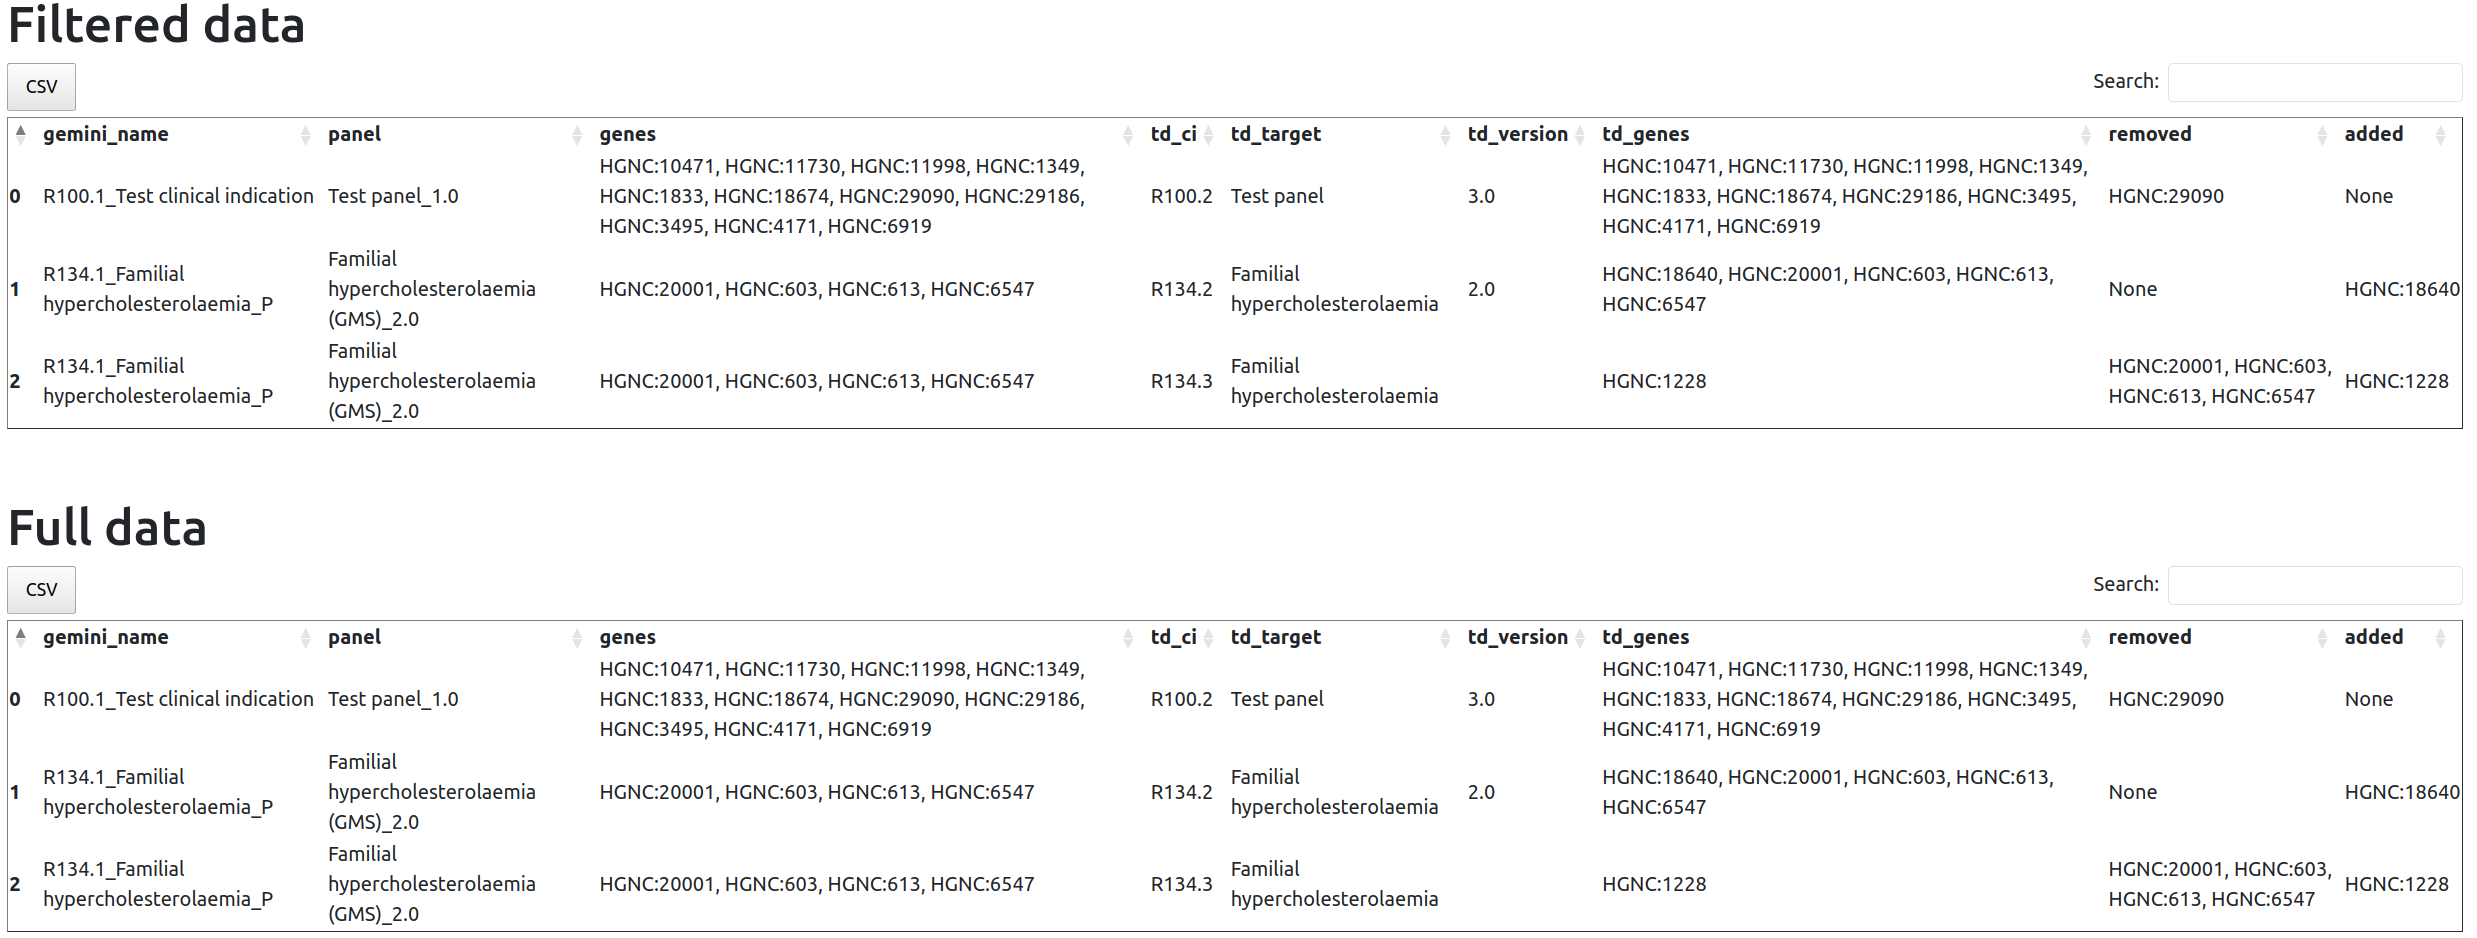 Filtered data
CSV
Search:
gemini_name panel genes td_ci td_target td_version td_genes removed added
HGNC:10471, HGNC:11730, HGNC:11998, HGNC:1349, HGNC:10471, HGNC:11730, HGNC:11998, HGNC:1349,
0 R100.1_Test clinical indication Test panel_1.0 HGNC:1833, HGNC:18674, HGNC:29090, HGNC:29186, R100.2 Test panel 3.0 HGNC:1833, HGNC:18674, HGNC:29186, HGNC:3495, HGNC:29090 None
HGNC:3495, HGNC:4171, HGNC:6919 HGNC:4171, HGNC:6919
Familial
R134.1_Familial Familial HGNC:18640, HGNC:20001, HGNC:603, HGNC:613,
1 hypercholesterolaemia HGNC:20001, HGNC:603, HGNC:613, HGNC:6547 R134.2 2.0 None HGNC:18640
hypercholesterolaemia_P hypercholesterolaemia HGNC:6547
(GMS)_2.0
Familial
R134.1_Familial Familial HGNC:20001, HGNC:603,
2 hypercholesterolaemia HGNC:20001, HGNC:603, HGNC:613, HGNC:6547 R134.3 HGNC:1228 HGNC:1228
hypercholesterolaemia_P hypercholesterolaemia HGNC:613, HGNC:6547
(GMS)_2.0
Full data
CSV
Search:
gemini_name panel genes td_ci td_target td_version td_genes removed added
HGNC:10471, HGNC:11730, HGNC:11998, HGNC:1349, HGNC:10471, HGNC:11730, HGNC:11998, HGNC:1349,
0 R100.1_Test clinical indication Test panel_1.0 HGNC:1833, HGNC:18674, HGNC:29090, HGNC:29186, R100.2 Test panel 3.0 HGNC:1833, HGNC:18674, HGNC:29186, HGNC:3495, HGNC:29090 None
HGNC:3495, HGNC:4171, HGNC:6919 HGNC:4171, HGNC:6919
Familial
R134.1_Familial Familial HGNC:18640, HGNC:20001, HGNC:603, HGNC:613,
1 hypercholesterolaemia HGNC:20001, HGNC:603, HGNC:613, HGNC:6547 R134.2 2.0 None HGNC:18640
hypercholesterolaemia_P hypercholesterolaemia HGNC:6547
(GMS)_2.0
Familial
R134.1_Familial Familial HGNC:20001, HGNC:603,
2 hypercholesterolaemia HGNC:20001, HGNC:603, HGNC:613, HGNC:6547 R134.3 HGNC:1228 HGNC:1228
hypercholesterolaemia_P hypercholesterolaemia HGNC:613, HGNC:6547
(GMS)_2.0